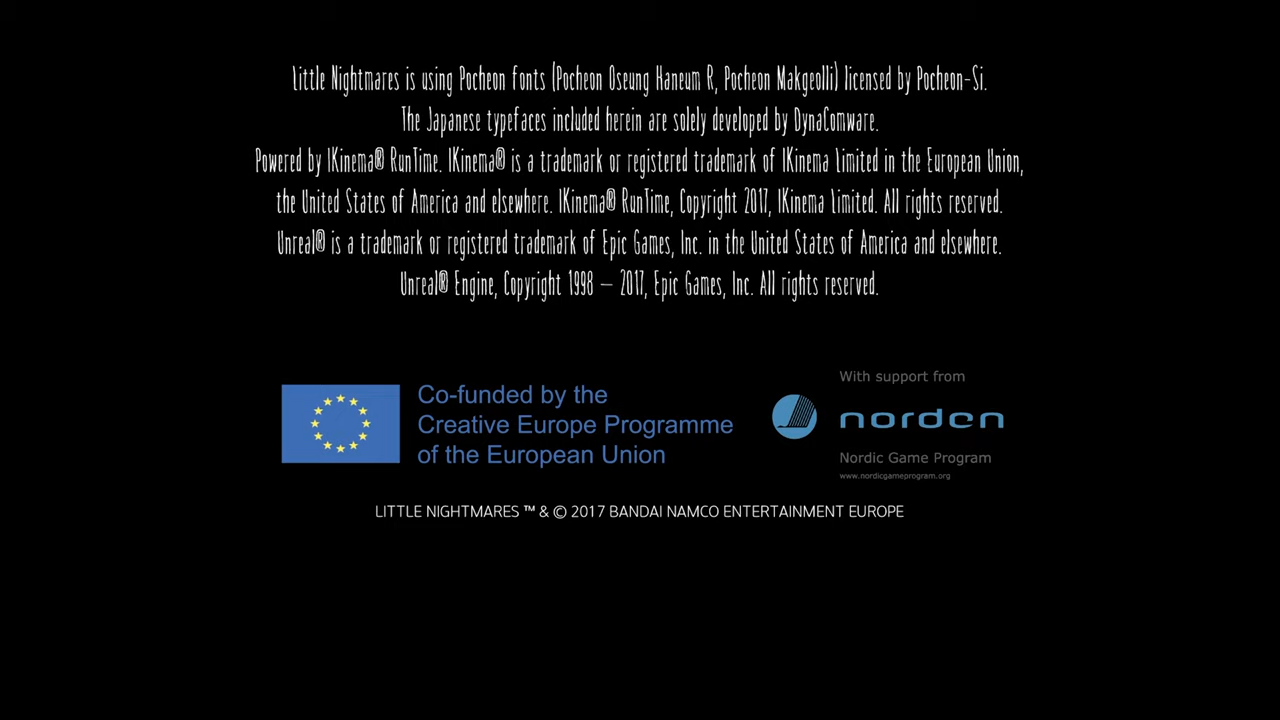 Little Nightmares is using Pocheon fonts (Pocheon Oseung Haneum R, Pocheon Makgeolli) licensed by Pocheon-Si.
The Japanese typefaces included herein are solely developed by DynaComware.
Powered by IKinema® RunTime. IKinema® is a trademark or registered trademark of IKinema Limited in the European Union,
the United States of America and elsewhere. IKinema® RunTime, Copyright 2017, IKinema Limited. All rights reserved.
Unreal® is a trademark or registered trademark of Epic Games, Inc. in the United States of America and elsewhere.
Unreal® Engine, Copyright 1998 – 2017, Epic Games, Inc. All rights reserved.
Co-funded by the
Creative Europe Programme
of the European Union
With support from
norden
Nordic Game Program
www.nordicgameprogram.org
LITTLE NIGHTMARES ™ & © 2017 BANDAI NAMCO ENTERTAINMENT EUROPE